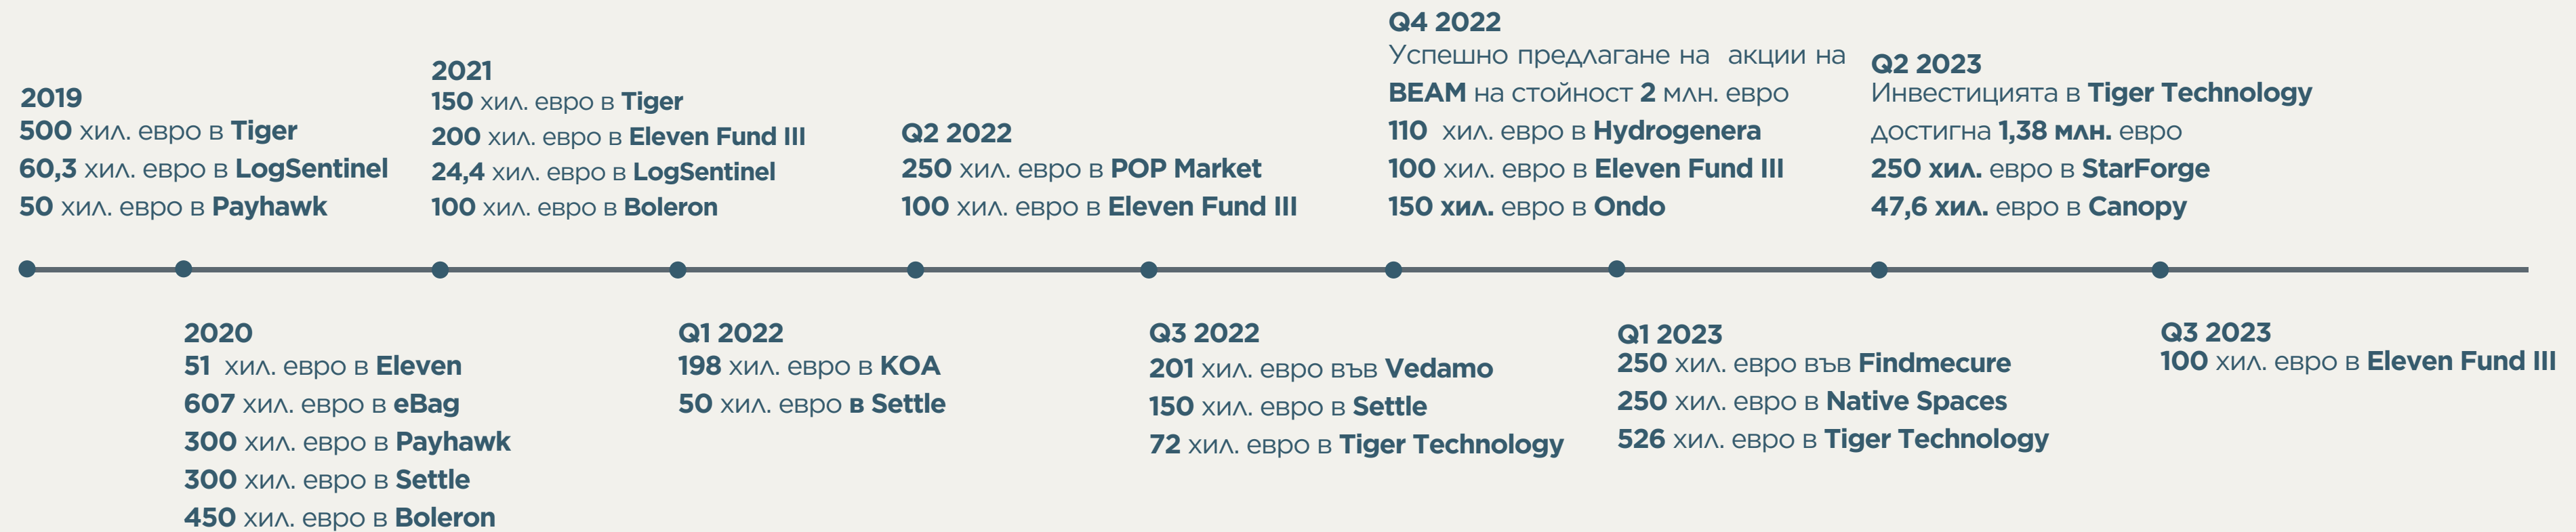 2019
500 хил. евро в Tiger
60,3 хил. евро в LogSentinel
50 хил. евро в Payhawk
2020
51 хил. евро в Eleven
607 хил. евро в eBag
300 хил. евро в Payhawk
300 хил. евро в Settle
450 хил. евро в Boleron
2021
150 хил. евро в Tiger
200 хил. евро в Eleven Fund III
24,4 хил. евро в LogSentinel
100 хил. евро в Boleron
Q1 2022
198 хил. евро в KOA
50 хил. евро в Settle
Q2 2022
250 хил. евро в POP Market
100 хил. евро в Eleven Fund III
Q3 2022
201 хил. евро във Vedamo
150 хил. евро в Settle
72 хил. евро в Tiger Technology
Q4 2022
Успешно предлагане на акции на
BEAM на стойност 2 млн. евро
110 хил. евро в Hydrogenera
100 хил. евро в Eleven Fund III
150 хил. евро в Ondo
Q1 2023
250 хил. евро във Findmecure
250 хил. евро в Native Spaces
526 хил. евро в Tiger Technology
Q2 2023
Инвестицията в Tiger Technology
достигна 1,38 млн. евро
250 хил. евро в StarForge
47,6 хил. евро в Canopy
Q3 2023
100 хил. евро в Eleven Fund III